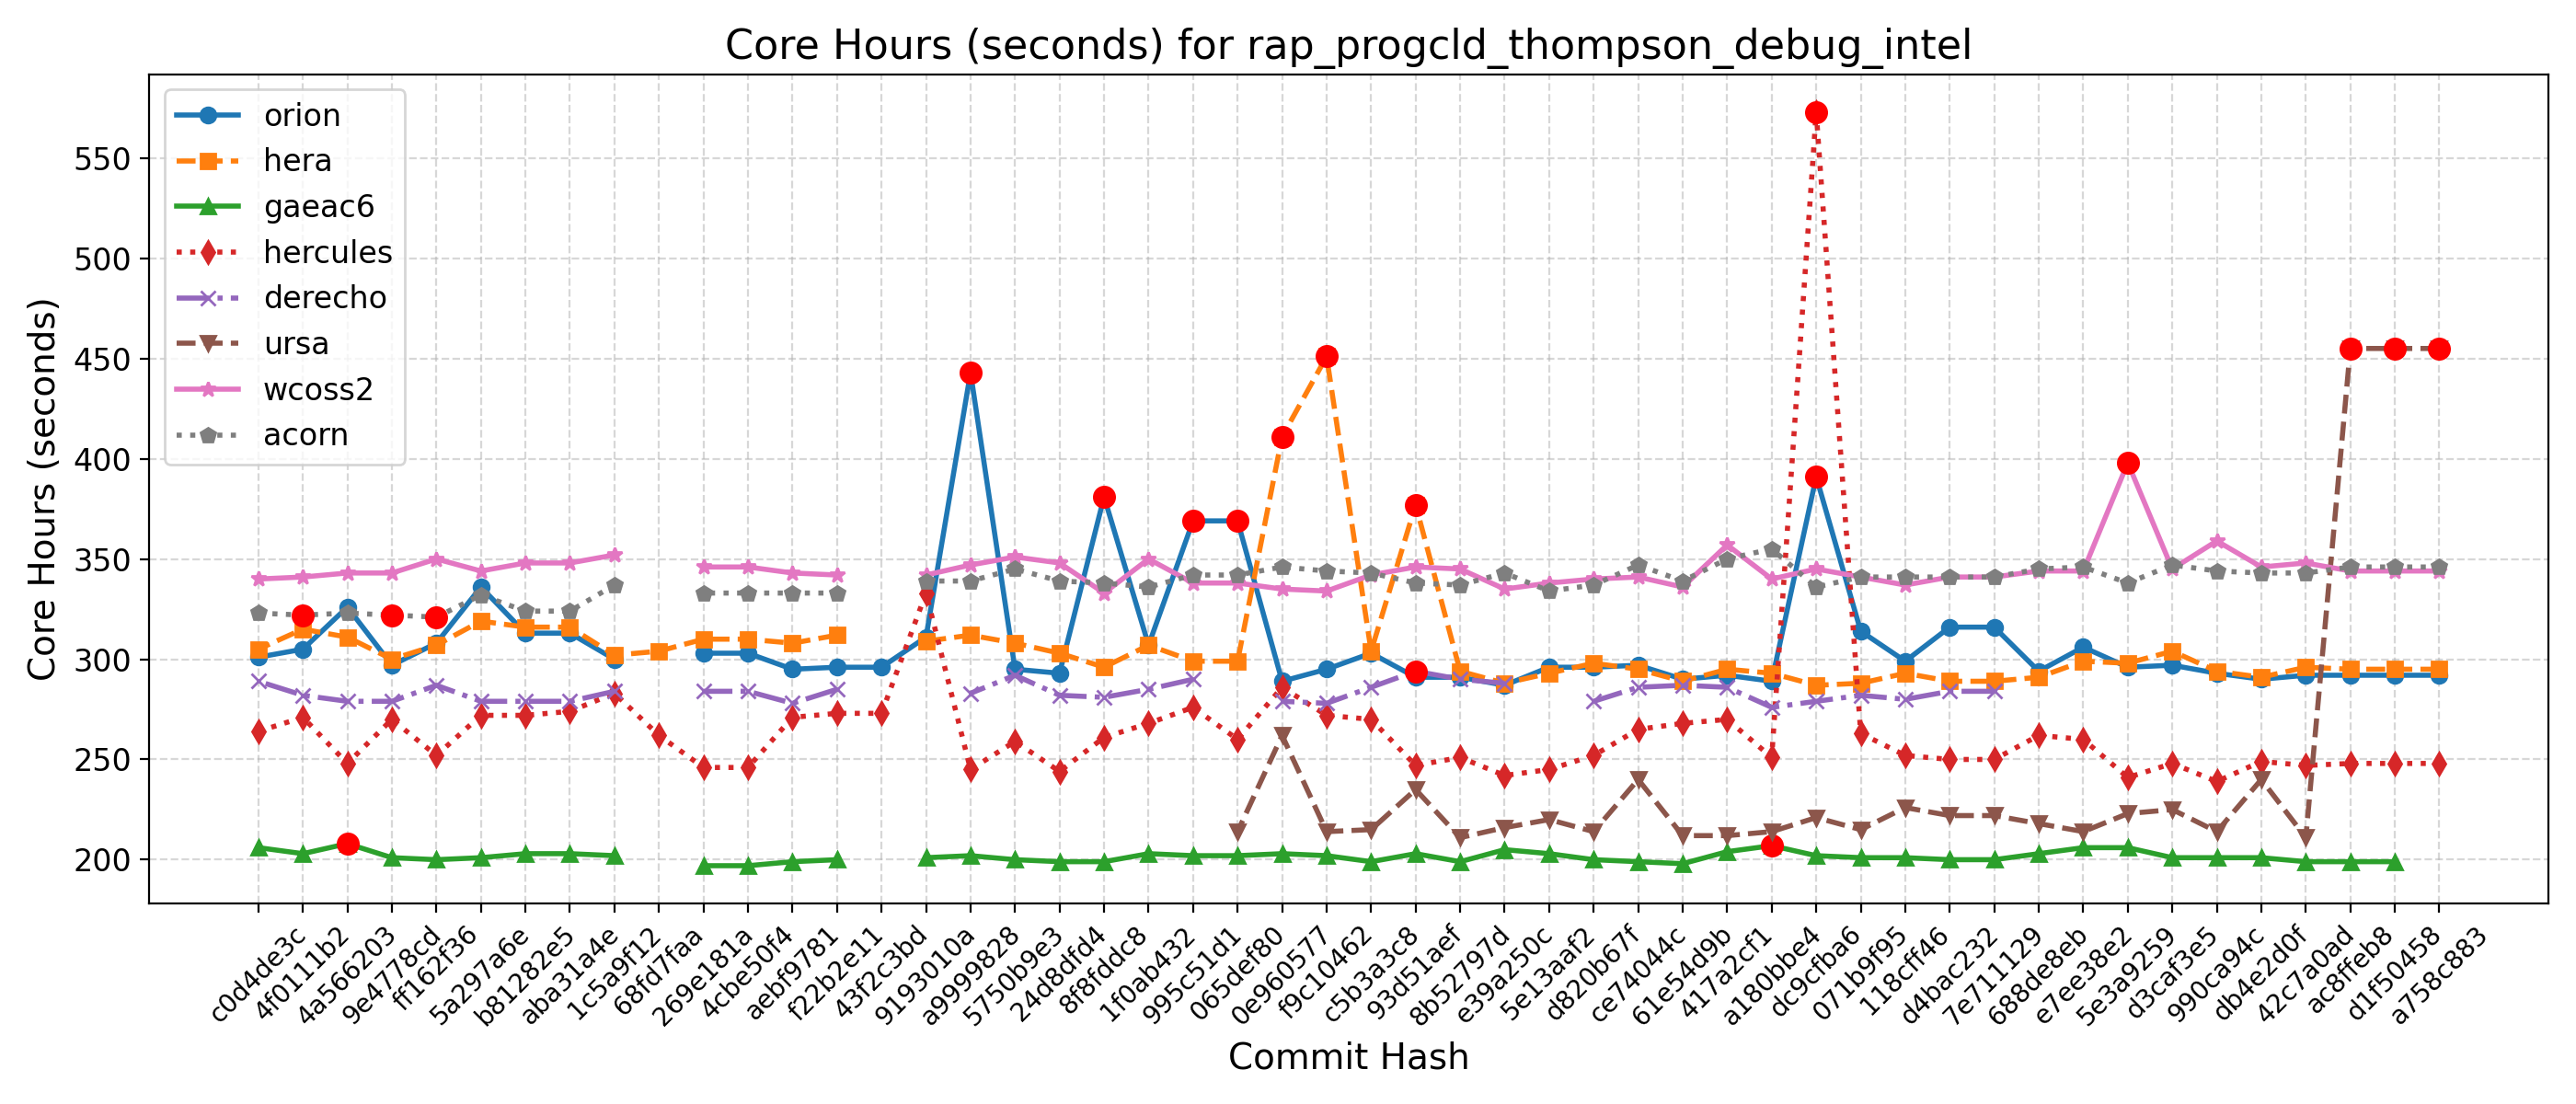 Core Hours (seconds) for rap_progcld_thompson_debug_intel
orion
hera
gaeac6
hercules
derecho
ursa
wcoss2
acorn
Core Hours (seconds)
550
500
450
400
350
300
250
200
c0d4de3c
4f0111b2
4a566203
9e4778cd
ff162f36
5a297a6e
b81282e5
aba31a4e
1c5a9f12
68fd7faa
269e181a
4cbe50f4
aebf9781
f22b2e11
43f2c3bd
9193010a
a9999828
5750b9e3
24d8dfd4
8f8fddc8
1f0ab432
995c51d1
065def80
0e960577
f9c10462
c5b3a3c8
93d51aef
8b52797d
e39a250c
5e13aaf2
d820b67f
ce74044c
61e54d9b
417a2cf1
a180bbe4
dc9cfba6
071b9f95
118cff46
d4bac232
7e711129
688de8eb
e7ee38e2
5e3a9259
d3caf3e5
990ca94c
db4e2d0f
42c7a0ad
ac8ffeb8
d1f50458
a758c883
Commit Hash